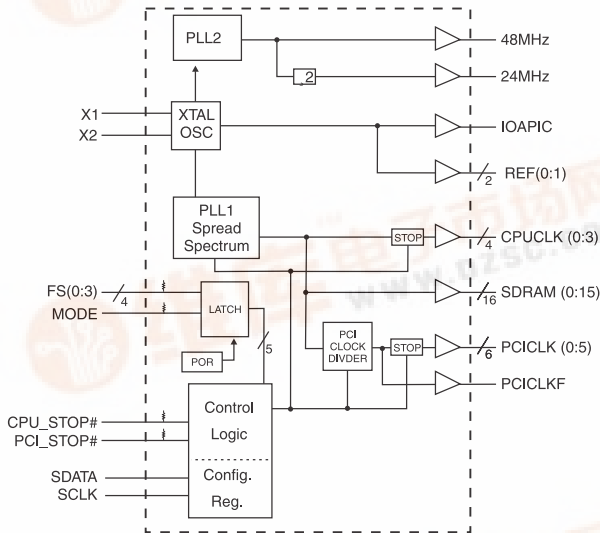 PLL2
48MHz
2
24MHz
X1
X2
XTAL
OSC
IOAPIC
REF(0:1)
2
PLL1
Spread
Spectrum
STOP
CPUCLK (0:3)
4
FS(0:3)
4
MODE
LATCH
SDRAM (0:15)
16
POR
5
PCI
CLOCK
DIVDER
STOP
PCICLK (0:5)
6
PCICLKF
CPU_STOP#
PCI_STOP#
SDATA
SCLK
Control
Logic
Config.
Reg.